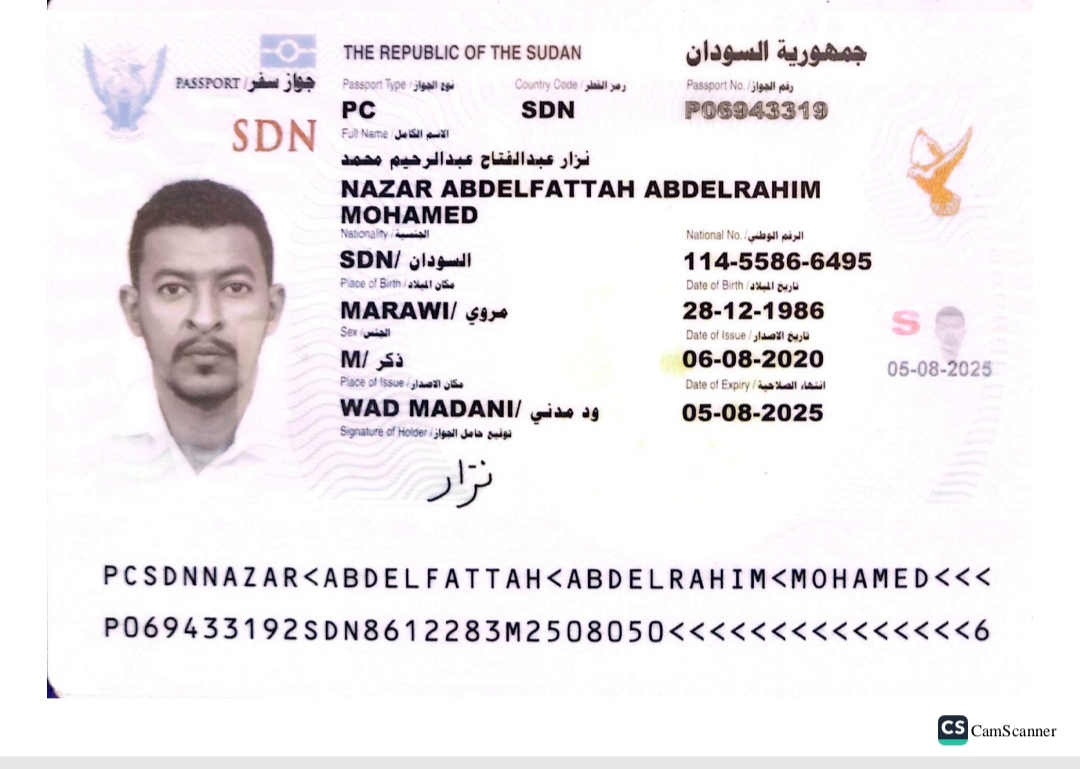 THE REPUBLIC OF THE SUDAN جمهورية السودان
PASSPORT / جواز سفر
SDN
Passport Type / نوع الجواز Country Code / رمز القطر Passport No. / رقم الجواز
PC SDN P06943319
Full Name / الاسم الكامل
نزار عبدالفتاح عبدالرحيم محمد
NAZAR ABDELFATTAH ABDELRAHIM
MOHAMED
Nationality / الجنسية National No. / الرقم الوطني
SDN/ السودان 114-5586-6495
Place of Birth / مكان الميلاد Date of Birth / تاريخ الميلاد
MARAWI/ مروي 28-12-1986
Sex / الجنس Date of Issue / تاريخ الاصدار
M/ ذكر 06-08-2020
S
05-08-2025
Place of Issue / مكان الاصدار Date of Expiry / انتهاء الصلاحية
WAD MADANI/ ود مدني 05-08-2025
Signature of Holder / توقيع حامل الجواز
نزار
PCSDNNAZAR<ABDELFATTAH<ABDELRAHIM<MOHAMED<<<
P069433192SDN8612283M2508050<<<<<<<<<<<<<<<6
CS CamScanner